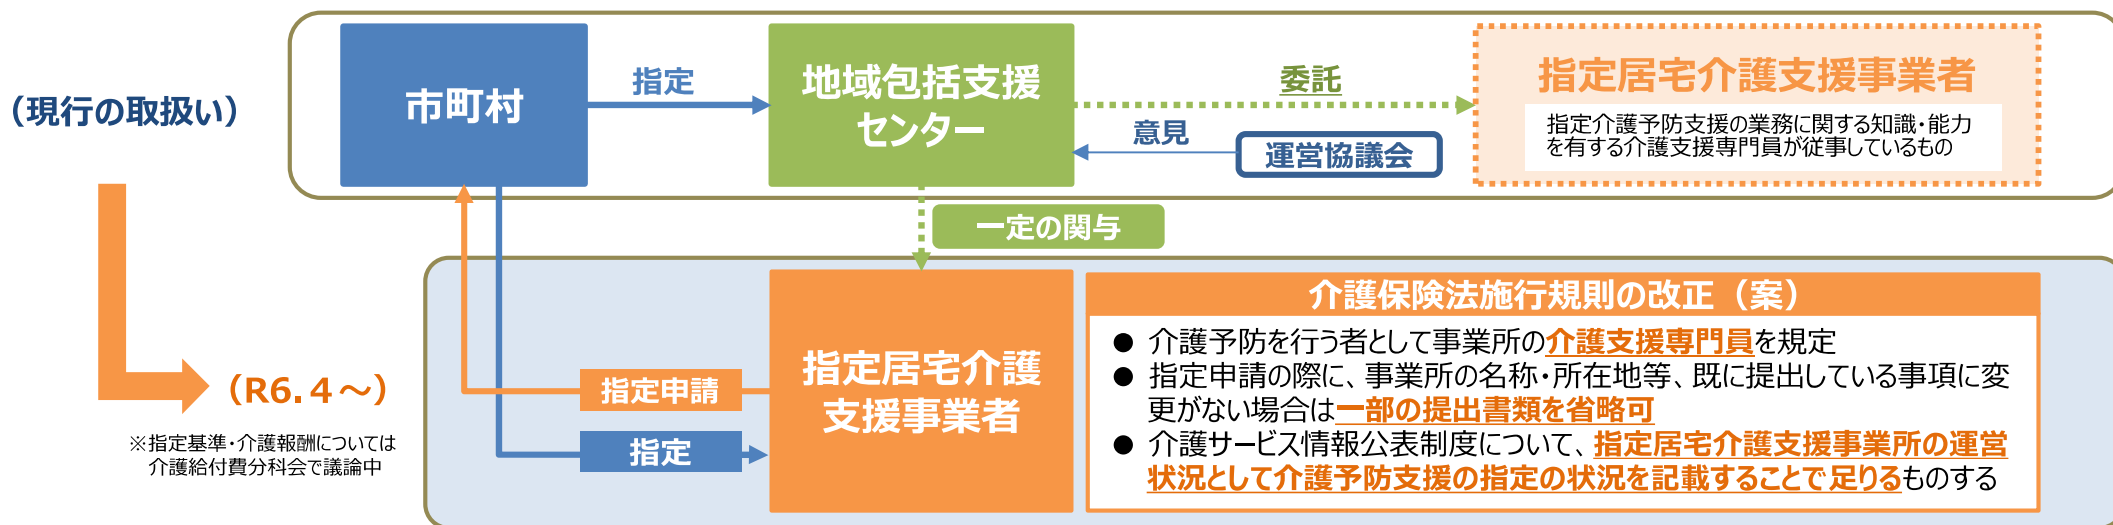 （現行の取扱い）
市町村
指定
地域包括支援
センター
委託
意見
運営協議会
指定居宅介護支援事業者
指定介護予防支援の業務に関する知識・能力
を有する介護支援専門員が従事しているもの
一定の関与
（R6.４～）
※指定基準・介護報酬については
介護給付費分科会で議論中
指定申請
指定
指定居宅介護
支援事業者
介護保険法施行規則の改正（案）
● 介護予防を行う者として事業所の介護支援専門員を規定
● 指定申請の際に、事業所の名称・所在地等、既に提出している事項に変
更がない場合は一部の提出書類を省略可
● 介護サービス情報公表制度について、指定居宅介護支援事業所の運営
状況として介護予防支援の指定の状況を記載することで足りるものする